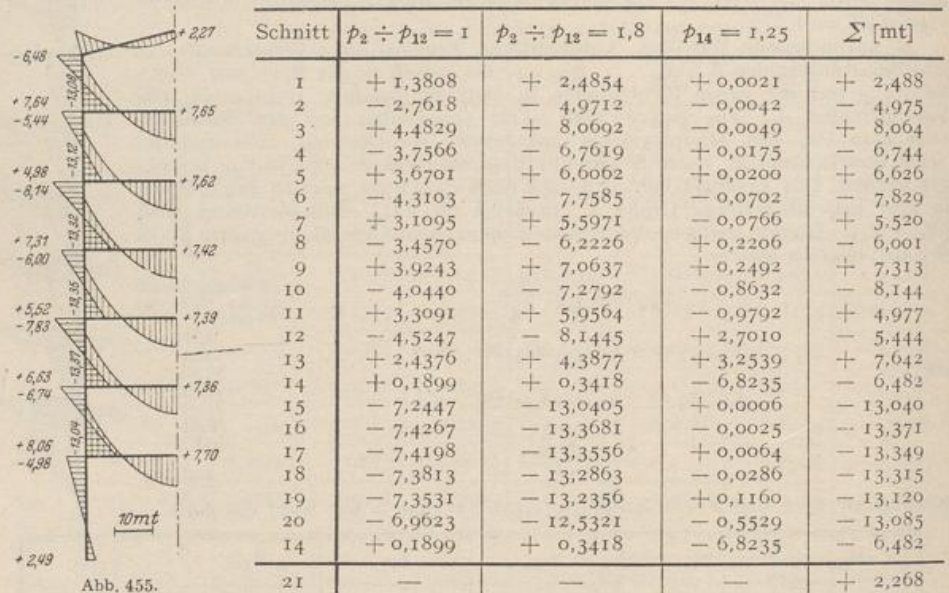 + 2,27
- 6,48
-13,08
+ 7,64
- 5,44
+ 7,65
-13,12
+ 4,98
- 8,14
+ 7,62
-13,32
+ 7,31
- 6,00
+ 7,42
-13,35
+ 5,52
- 7,83
+ 7,39
-13,37
+ 6,63
- 6,74
+ 7,36
-13,04
+ 8,06
- 4,98
+ 7,70
10mt
+ 2,49
Abb. 455.
Schnitt p₂ ÷ p₁₂ = 1 p₂ ÷ p₁₂ = 1,8 p₁₄ = 1,25 Σ [mt]
1 + 1,3808 + 2,4854 + 0,0021 + 2,488
2 − 2,7618 − 4,9712 − 0,0042 − 4,975
3 + 4,4829 + 8,0692 − 0,0049 + 8,064
4 − 3,7566 − 6,7619 + 0,0175 − 6,744
5 + 3,6701 + 6,6062 + 0,0200 + 6,626
6 − 4,3103 − 7,7585 − 0,0702 − 7,829
7 + 3,1095 + 5,5971 − 0,0766 + 5,520
8 − 3,4570 − 6,2226 + 0,2206 − 6,001
9 + 3,9243 + 7,0637 + 0,2492 + 7,313
10 − 4,0440 − 7,2792 − 0,8632 − 8,144
11 + 3,3091 + 5,9564 − 0,9792 + 4,977
12 − 4,5247 − 8,1445 + 2,7010 − 5,444
13 + 2,4376 + 4,3877 + 3,2539 + 7,642
14 + 0,1899 + 0,3418 − 6,8235 − 6,482
15 − 7,2447 − 13,0405 + 0,0006 − 13,040
16 − 7,4267 − 13,3681 − 0,0025 − 13,371
17 − 7,4198 − 13,3556 + 0,0064 − 13,349
18 − 7,3813 − 13,2863 − 0,0286 − 13,315
19 − 7,3531 − 13,2356 + 0,1160 − 13,120
20 − 6,9623 − 12,5321 − 0,5529 − 13,085
14 + 0,1899 + 0,3418 − 6,8235 − 6,482
21 — — — + 2,268